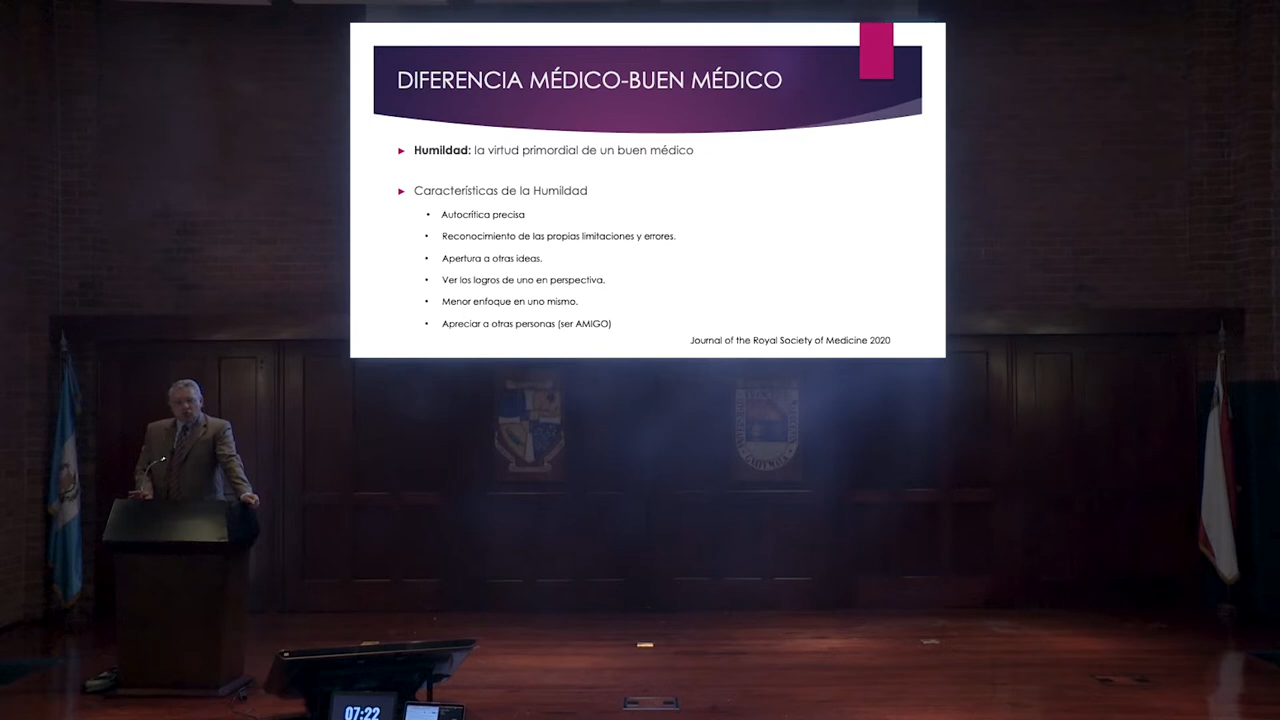 DIFERENCIA MÉDICO-BUEN MÉDICO
Humildad: la virtud primordial de un buen médico
Características de la Humildad
Autocrítica precisa
Reconocimiento de las propias limitaciones y errores.
Apertura a otras ideas.
Ver los logros de uno en perspectiva.
Menor enfoque en uno mismo.
Apreciar a otras personas (ser AMIGO)
Journal of the Royal Society of Medicine 2020
07:22